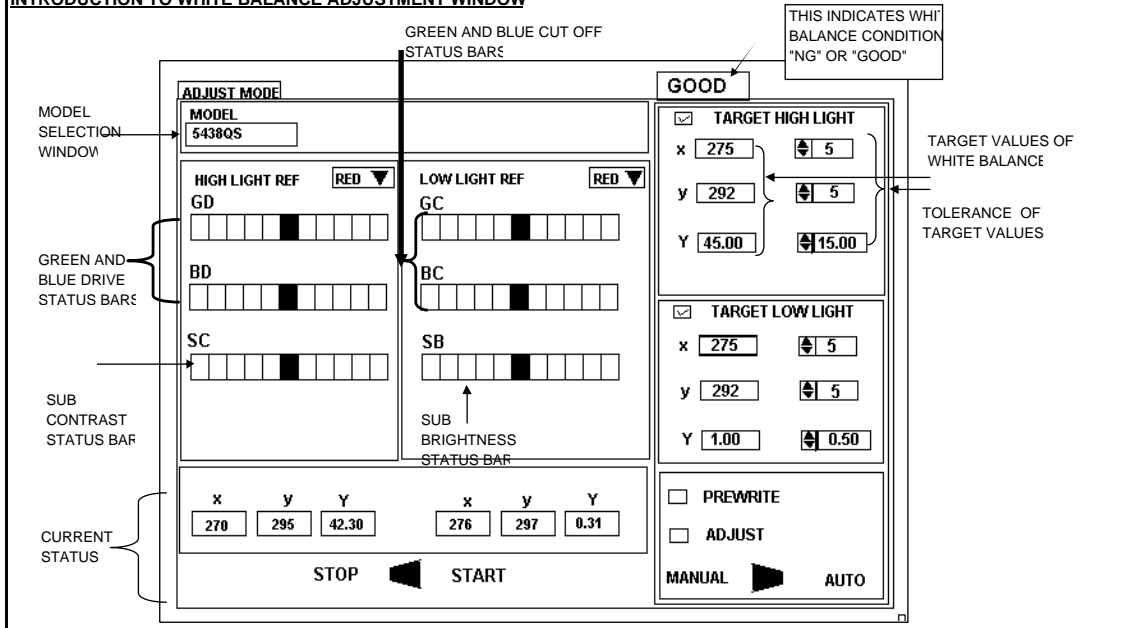 INTRODUCTION TO WHITE BALANCE ADJUSTMENT WINDOW
THIS INDICATES WHI
BALANCE CONDITION
"NG" OR "GOOD"
GREEN AND BLUE CUT OFF
STATUS BARS
GOOD
ADJUST MODE
MODEL
5438QS
MODEL
SELECTION
WINDOW
HIGH LIGHT REF RED
GD
BD
SC
LOW LIGHT REF RED
GC
BC
SB
GREEN AND
BLUE DRIVE
STATUS BARS
SUB
CONTRAST
STATUS BAR
SUB
BRIGHTNESS
STATUS BAR
TARGET HIGH LIGHT
x 275 5
y 292 5
Y 45.00 15.00
TARGET VALUES OF
WHITE BALANCE
TOLERANCE OF
TARGET VALUES
TARGET LOW LIGHT
x 275 5
y 292 5
Y 1.00 0.50
x y Y x y Y
270 295 42.30 276 297 0.31
CURRENT
STATUS
STOP START
PREWRITE
ADJUST
MANUAL AUTO